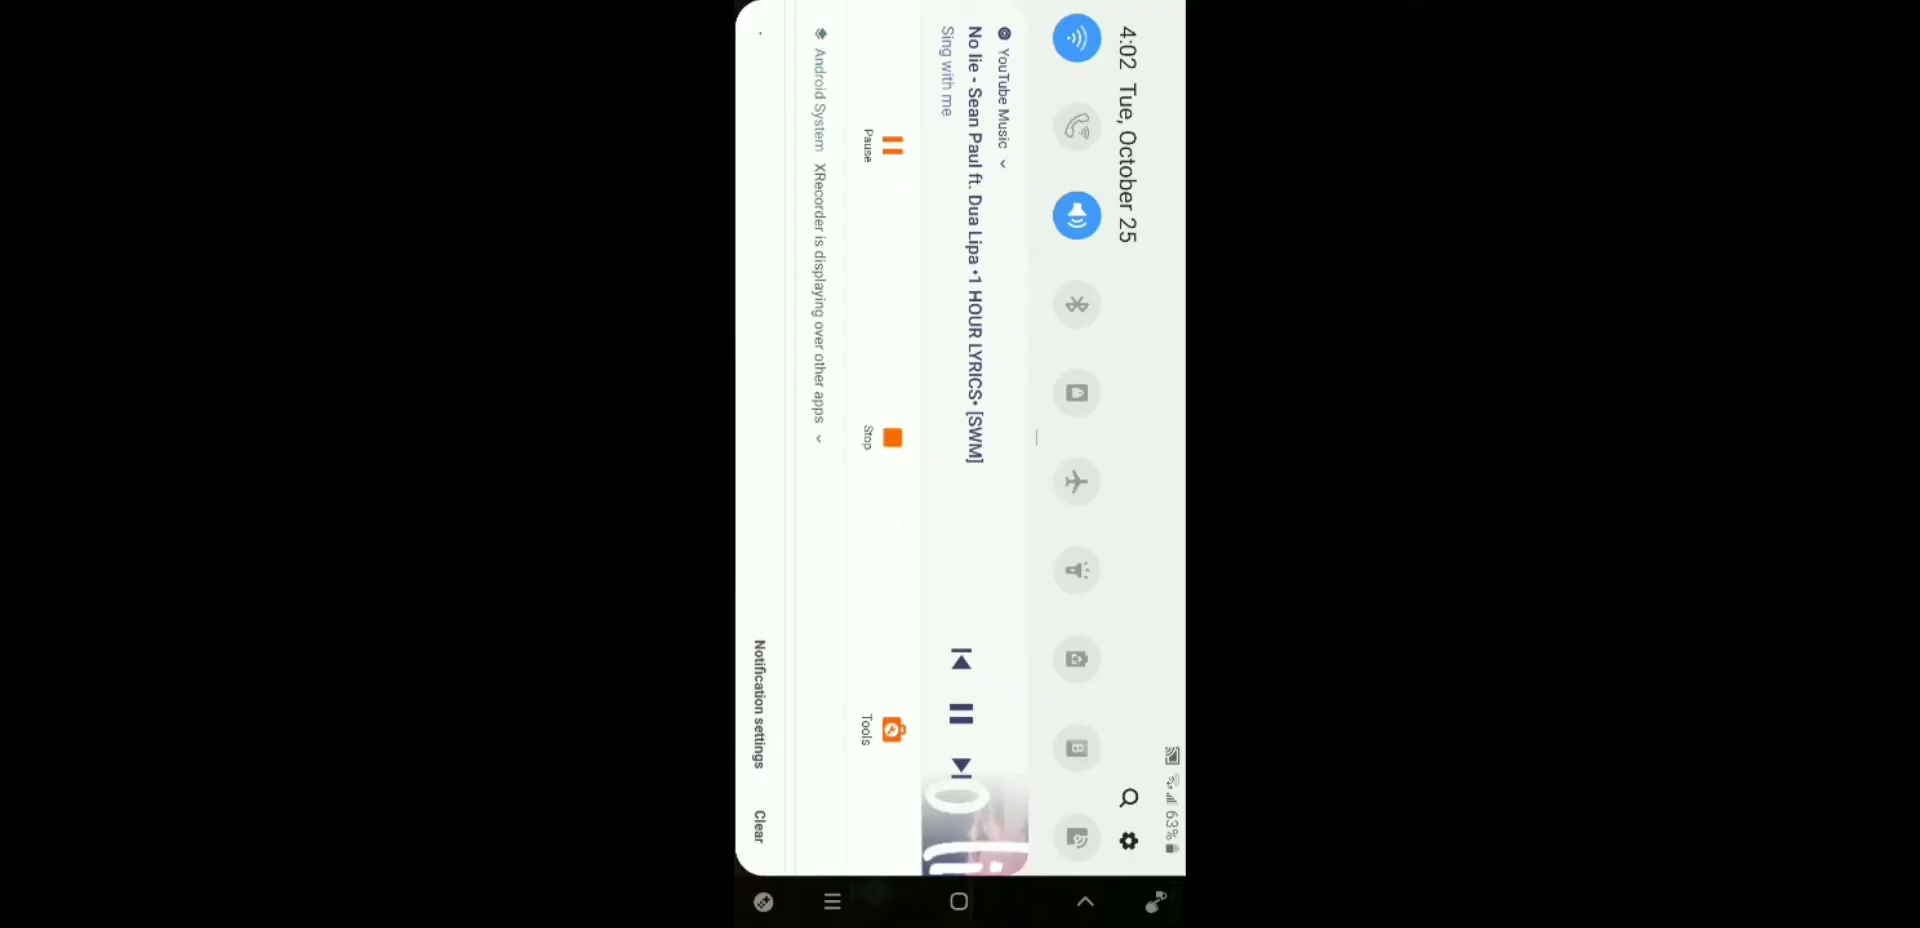 63%
4:02 Tue, October 25
YouTube Music
No lie - Sean Paul ft. Dua Lipa •1 HOUR LYRICS• [SWM]
Sing with me
Pause
Stop
Tools
Android System XRecorder is displaying over other apps
Notification settings
Clear